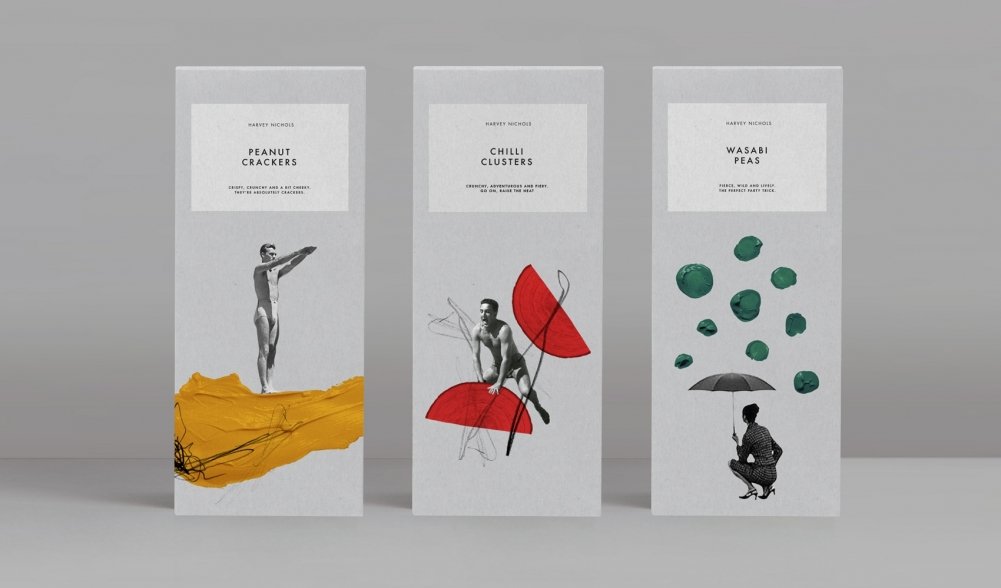 HARVEY NICHOLS
PEANUT
CRACKERS
CRISPY, CRUNCHY AND A BIT CHEEKY.
THEY'RE ABSOLUTELY CRACKERS.
HARVEY NICHOLS
CHILLI
CLUSTERS
CRUNCHY, ADVENTUROUS AND FIERY.
GO ON, RAISE THE HEAT
HARVEY NICHOLS
WASABI
PEAS
FIERCE, WILD AND LIVELY.
THE PERFECT PARTY TRICK.